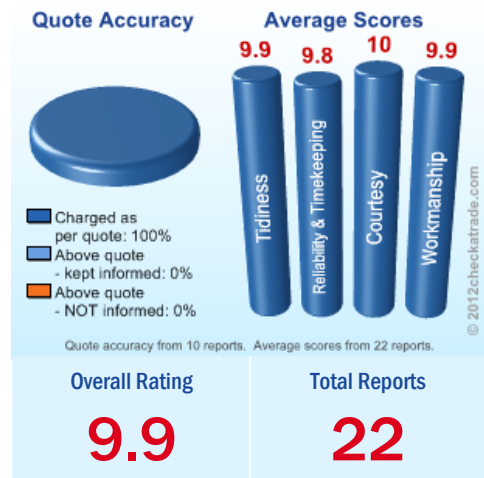 Quote Accuracy
Average Scores
9.9
9.8
10
9.9
Tidiness
Reliability & Timekeeping
Courtesy
Workmanship
Charged as
per quote: 100%
Above quote
- kept informed: 0%
Above quote
- NOT informed: 0%
© 2012checkatrade.com
Quote accuracy from 10 reports. Average scores from 22 reports.
Overall Rating
9.9
Total Reports
22